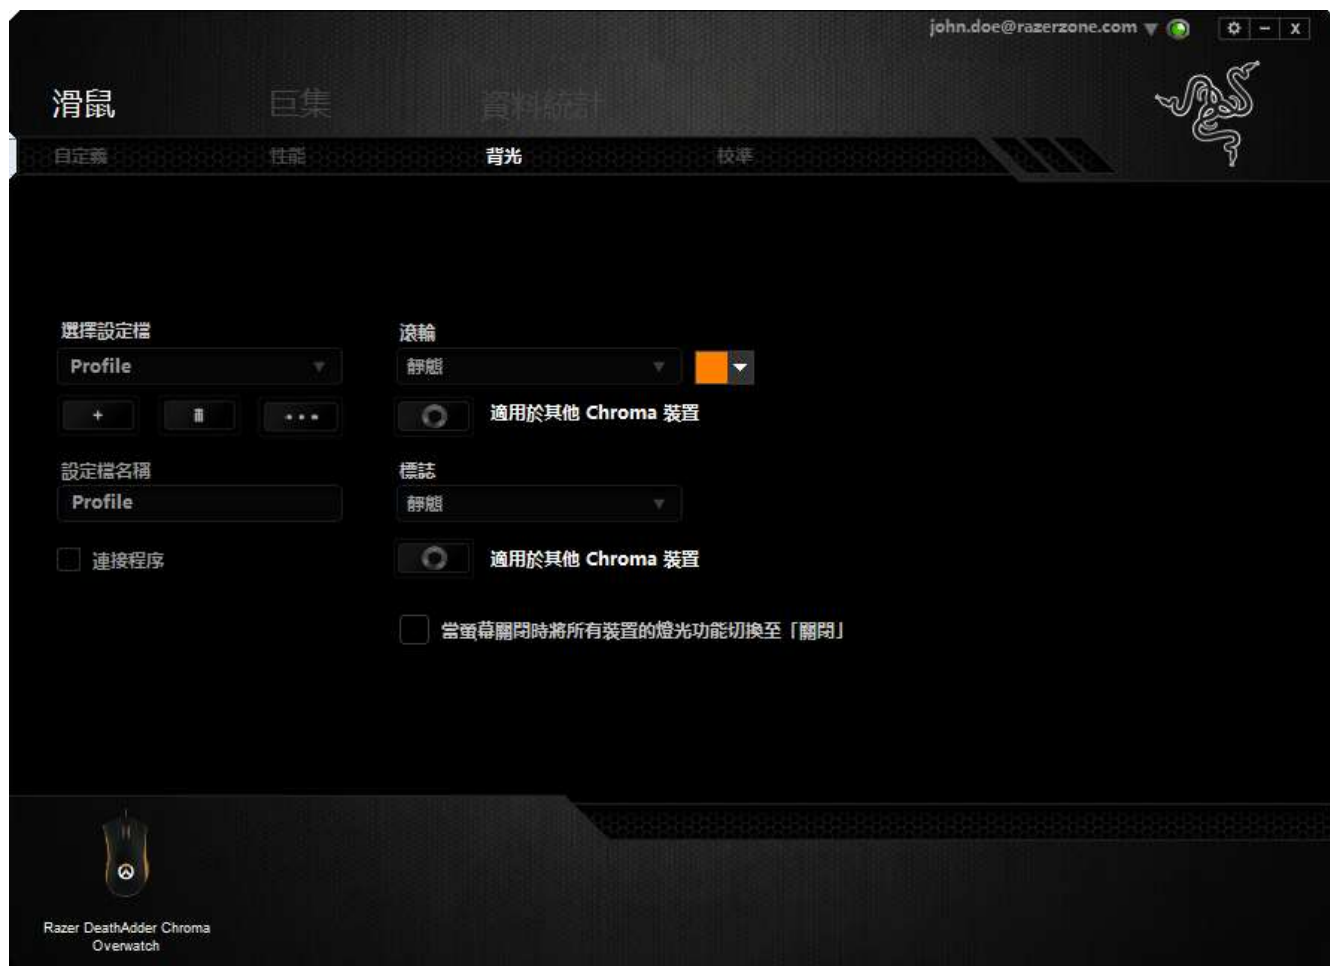 john.doe@razerzone.com
滑鼠 巨集 資料統計
自定義 性能 背光 校準
選擇設定檔
Profile
設定檔名稱
Profile
連接程序
滾輪
靜態
適用於其他 Chroma 裝置
標誌
靜態
適用於其他 Chroma 裝置
當螢幕關閉時將所有裝置的燈光功能切換至「關閉」
Razer DeathAdder Chroma
Overwatch